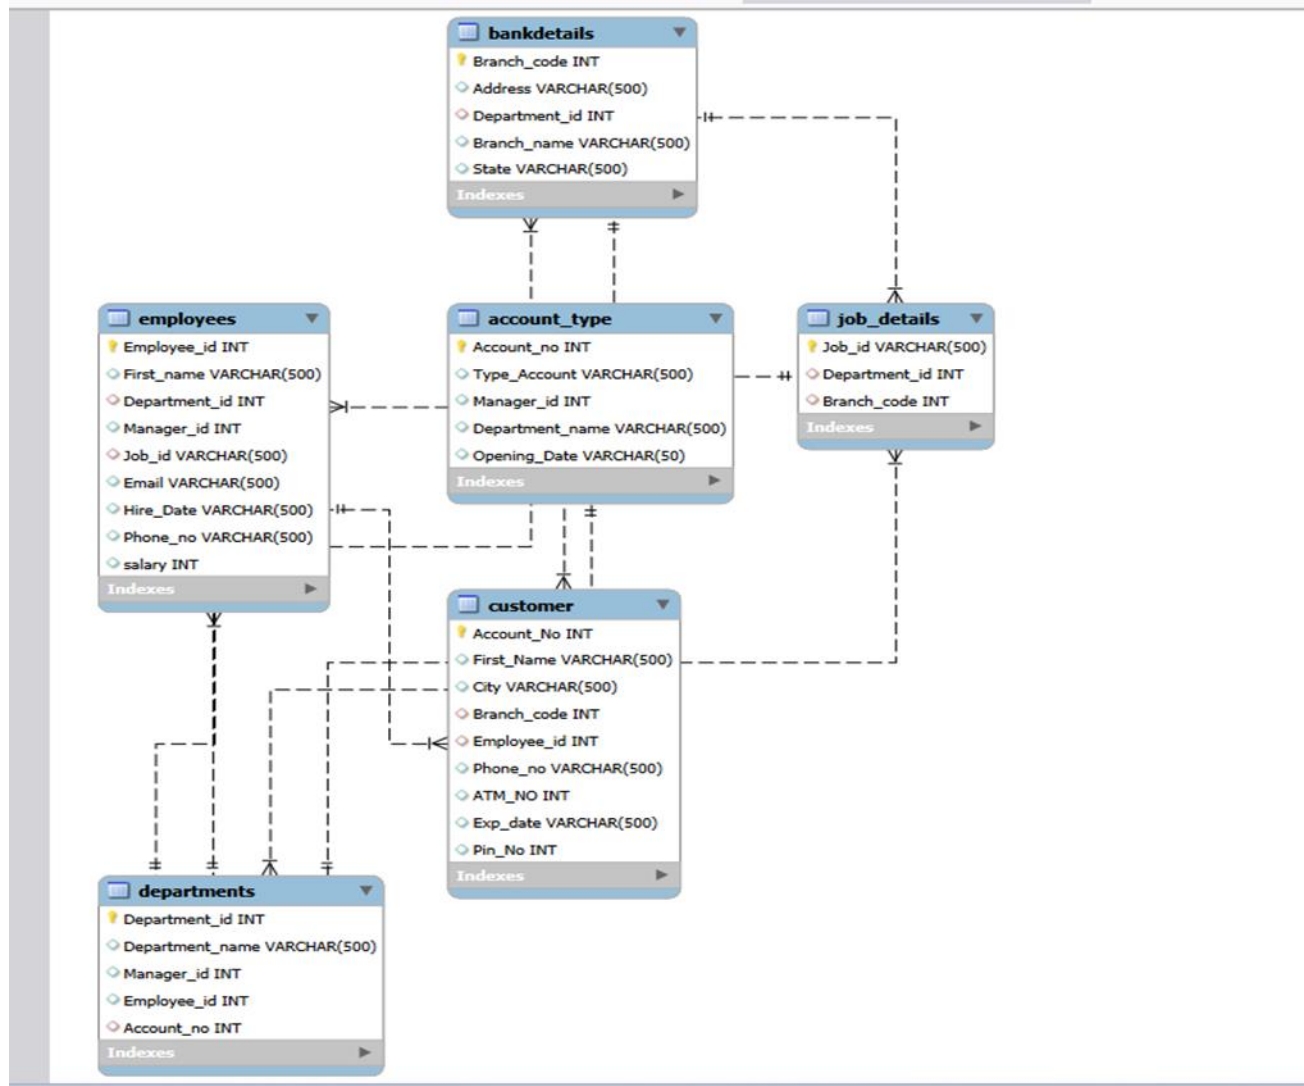 bankdetails
Branch_code INT
Address VARCHAR(500)
Department_id INT
Branch_name VARCHAR(500)
State VARCHAR(500)
Indexes
employees
Employee_id INT
First_name VARCHAR(500)
Department_id INT
Manager_id INT
Job_id VARCHAR(500)
Email VARCHAR(500)
Hire_Date VARCHAR(500)
Phone_no VARCHAR(500)
salary INT
Indexes
account_type
Account_no INT
Type_Account VARCHAR(500)
Manager_id INT
Department_name VARCHAR(500)
Opening_Date VARCHAR(50)
Indexes
job_details
Job_id VARCHAR(500)
Department_id INT
Branch_code INT
Indexes
customer
Account_No INT
First_Name VARCHAR(500)
City VARCHAR(500)
Branch_code INT
Employee_id INT
Phone_no VARCHAR(500)
ATM_NO INT
Exp_date VARCHAR(500)
Pin_No INT
Indexes
departments
Department_id INT
Department_name VARCHAR(500)
Manager_id INT
Employee_id INT
Account_no INT
Indexes